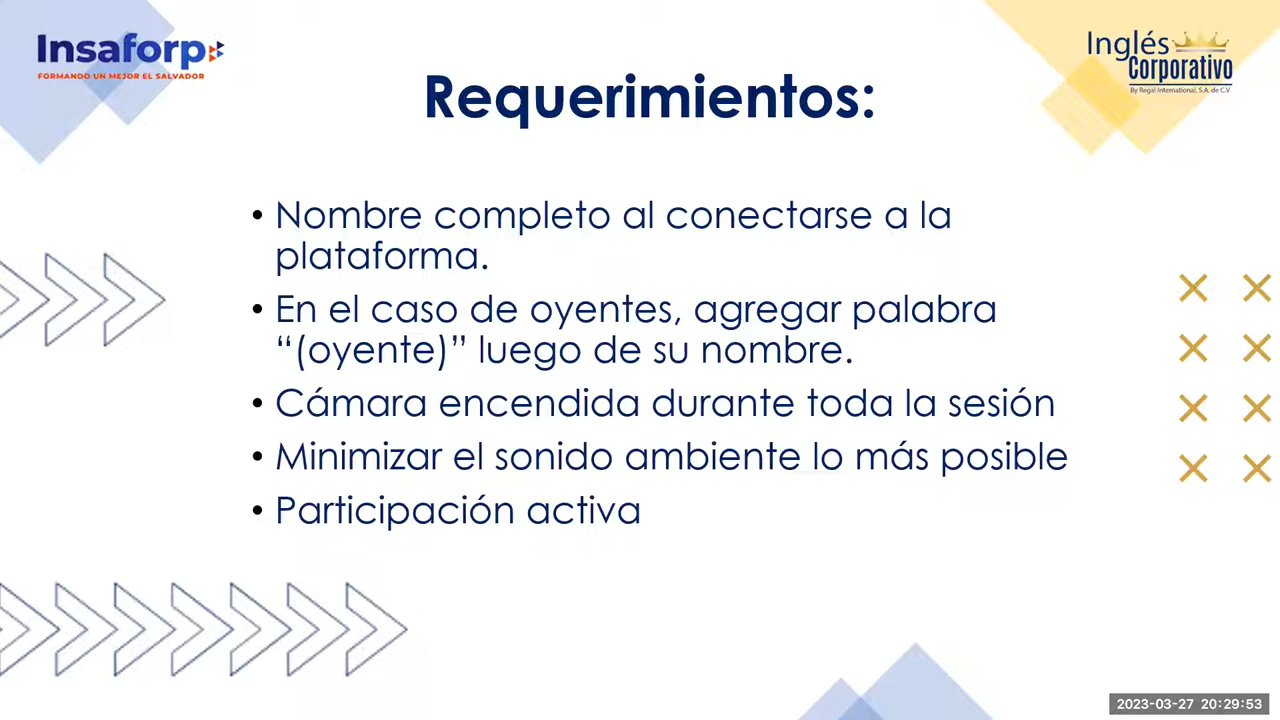 Insaforp
FORMANDO UN MEJOR EL SALVADOR
Inglés
Corporativo
By Regal International, S.A. de C.V.
Requerimientos:
• Nombre completo al conectarse a la
plataforma.
• En el caso de oyentes, agregar palabra
“(oyente)” luego de su nombre.
• Cámara encendida durante toda la sesión
• Minimizar el sonido ambiente lo más posible
• Participación activa
2023-03-27 20:29:53